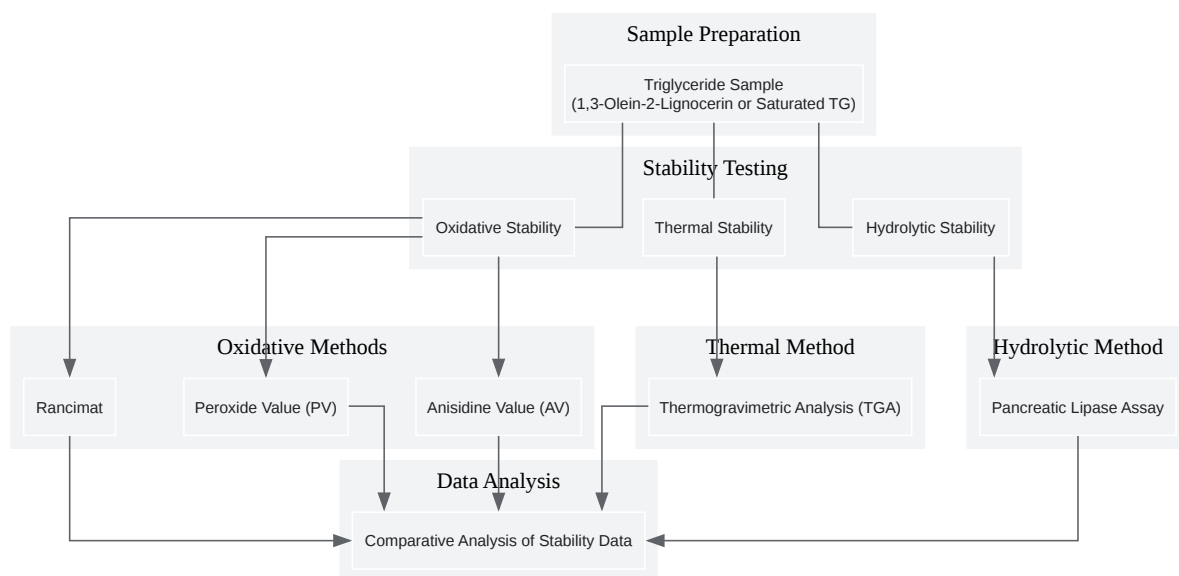 Sample Preparation
Triglyceride Sample
(1,3-Olein-2-Lignocerin or Saturated TG)
Stability Testing
Oxidative Stability
Thermal Stability
Hydrolytic Stability
Oxidative Methods
Thermal Method
Hydrolytic Method
Rancimat
Peroxide Value (PV)
Anisidine Value (AV)
Thermogravimetric Analysis (TGA)
Pancreatic Lipase Assay
Data Analysis
Comparative Analysis of Stability Data